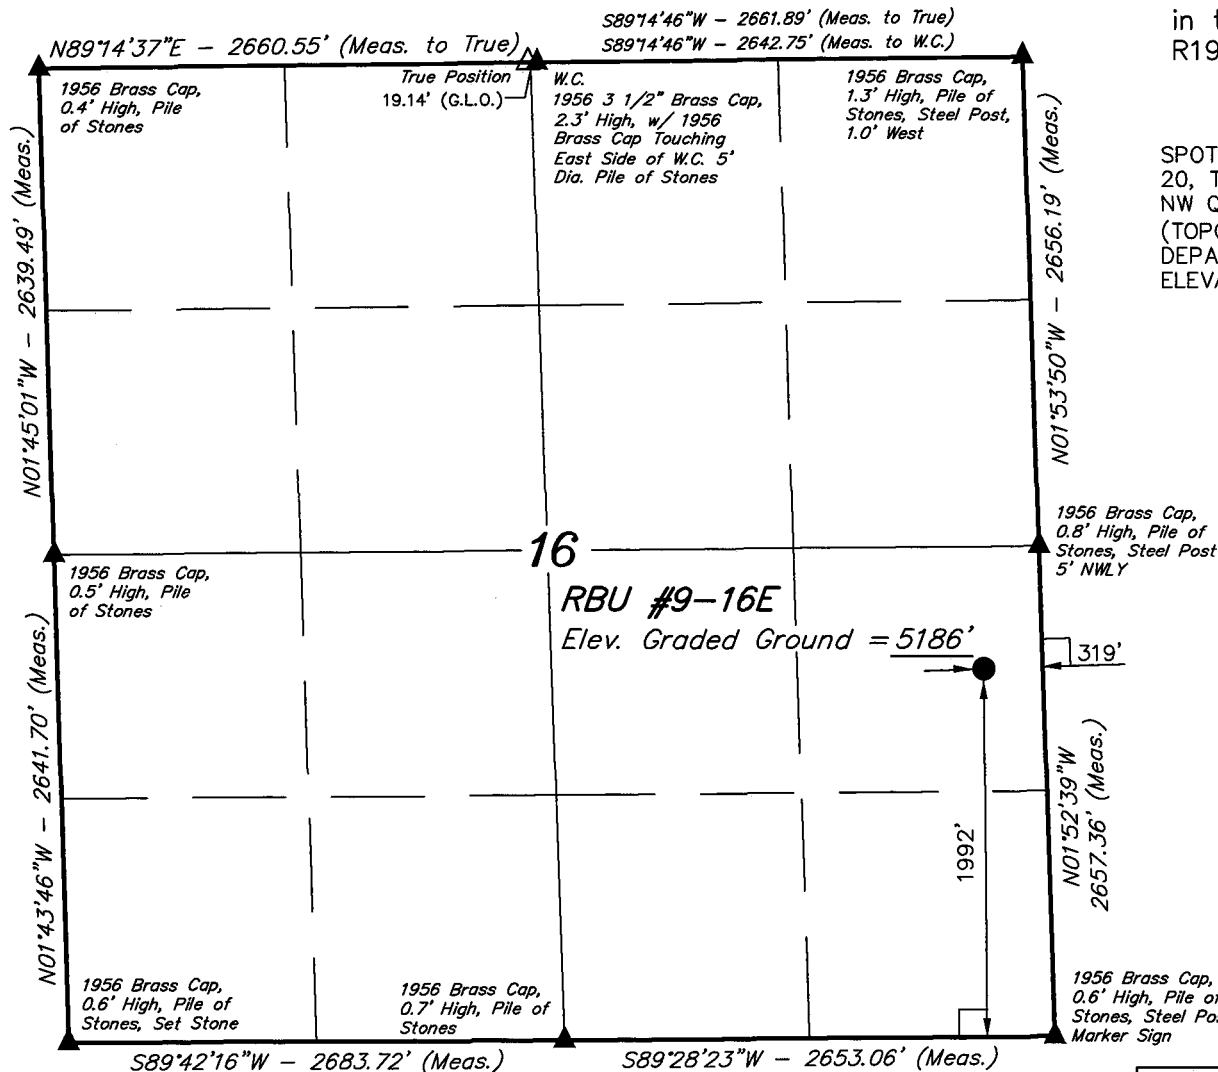 S89°14'46"W - 2661.89' (Meas. to True)
S89°14'46"W - 2642.75' (Meas. to W.C.)
N89°14'37"E - 2660.55' (Meas. to True)
in t
R19
1956 Brass Cap,
0.4' High, Pile
of Stones
True Position
19.14' (G.L.O.)
W.C.
1956 3 1/2" Brass Cap,
2.3' High, w/ 1956
Brass Cap Touching
East Side of W.C. 5'
Dia. Pile of Stones
1956 Brass Cap,
1.3' High, Pile of
Stones, Steel Post,
1.0' West
SPOT
20, T
NW Q
(TOPO
DEPA
ELEVA
N01°45'01"W - 2639.49' (Meas.)
N01°53'50"W - 2656.19' (Meas.)
1956 Brass Cap,
0.8' High, Pile of
Stones, Steel Post
5' NWLY
16
1956 Brass Cap,
0.5' High, Pile
of Stones
RBU #9-16E
Elev. Graded Ground = 5186'
319'
1992'
N01°43'46"W - 2641.70' (Meas.)
N01°52'39"W
2657.36' (Meas.)
1956 Brass Cap,
0.6' High, Pile of
Stones, Set Stone
1956 Brass Cap,
0.7' High, Pile of
Stones
1956 Brass Cap,
0.6' High, Pile of
Stones, Steel Po
Marker Sign
S89°42'16"W - 2683.72' (Meas.)
S89°28'23"W - 2653.06' (Meas.)